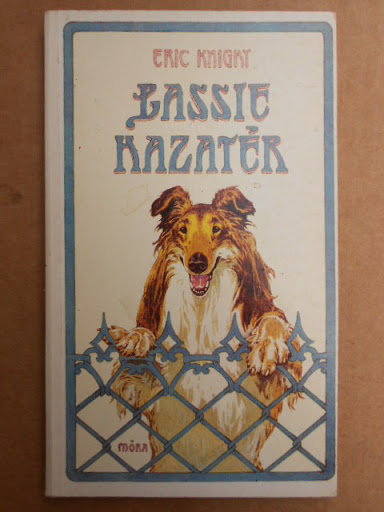 ERIC KNIGHT
LASSIE
HAZATÉR
MÓRA